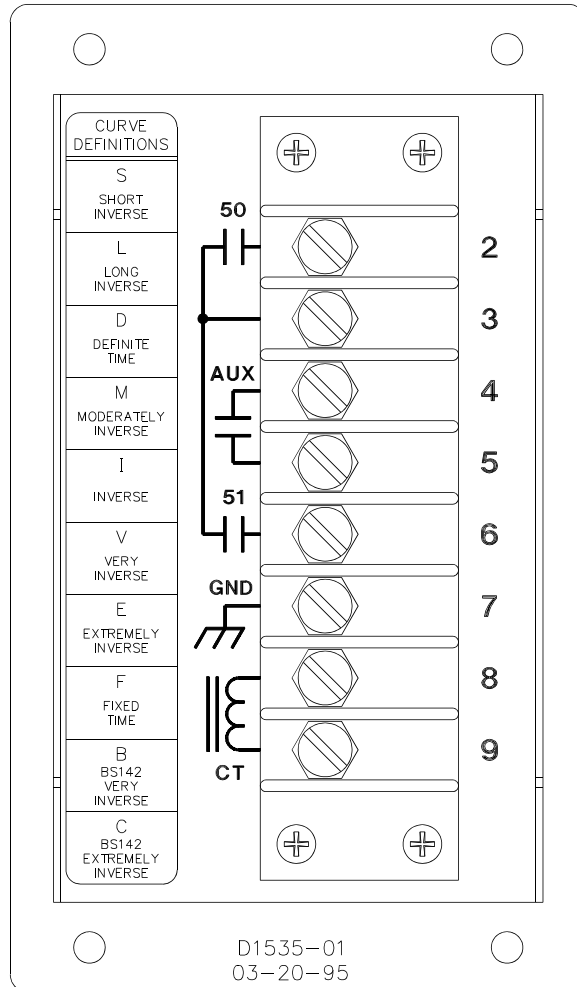 CURVE
DEFINITIONS
S
SHORT
INVERSE
L
LONG
INVERSE
D
DEFINITE
TIME
M
MODERATELY
INVERSE
I
INVERSE
V
VERY
INVERSE
E
EXTREMELY
INVERSE
F
FIXED
TIME
B
BS142
VERY
INVERSE
C
BS142
EXTREMELY
INVERSE
50
2
3
AUX
4
5
51
6
GND
7
8
9
CT
D1535-01
03-20-95